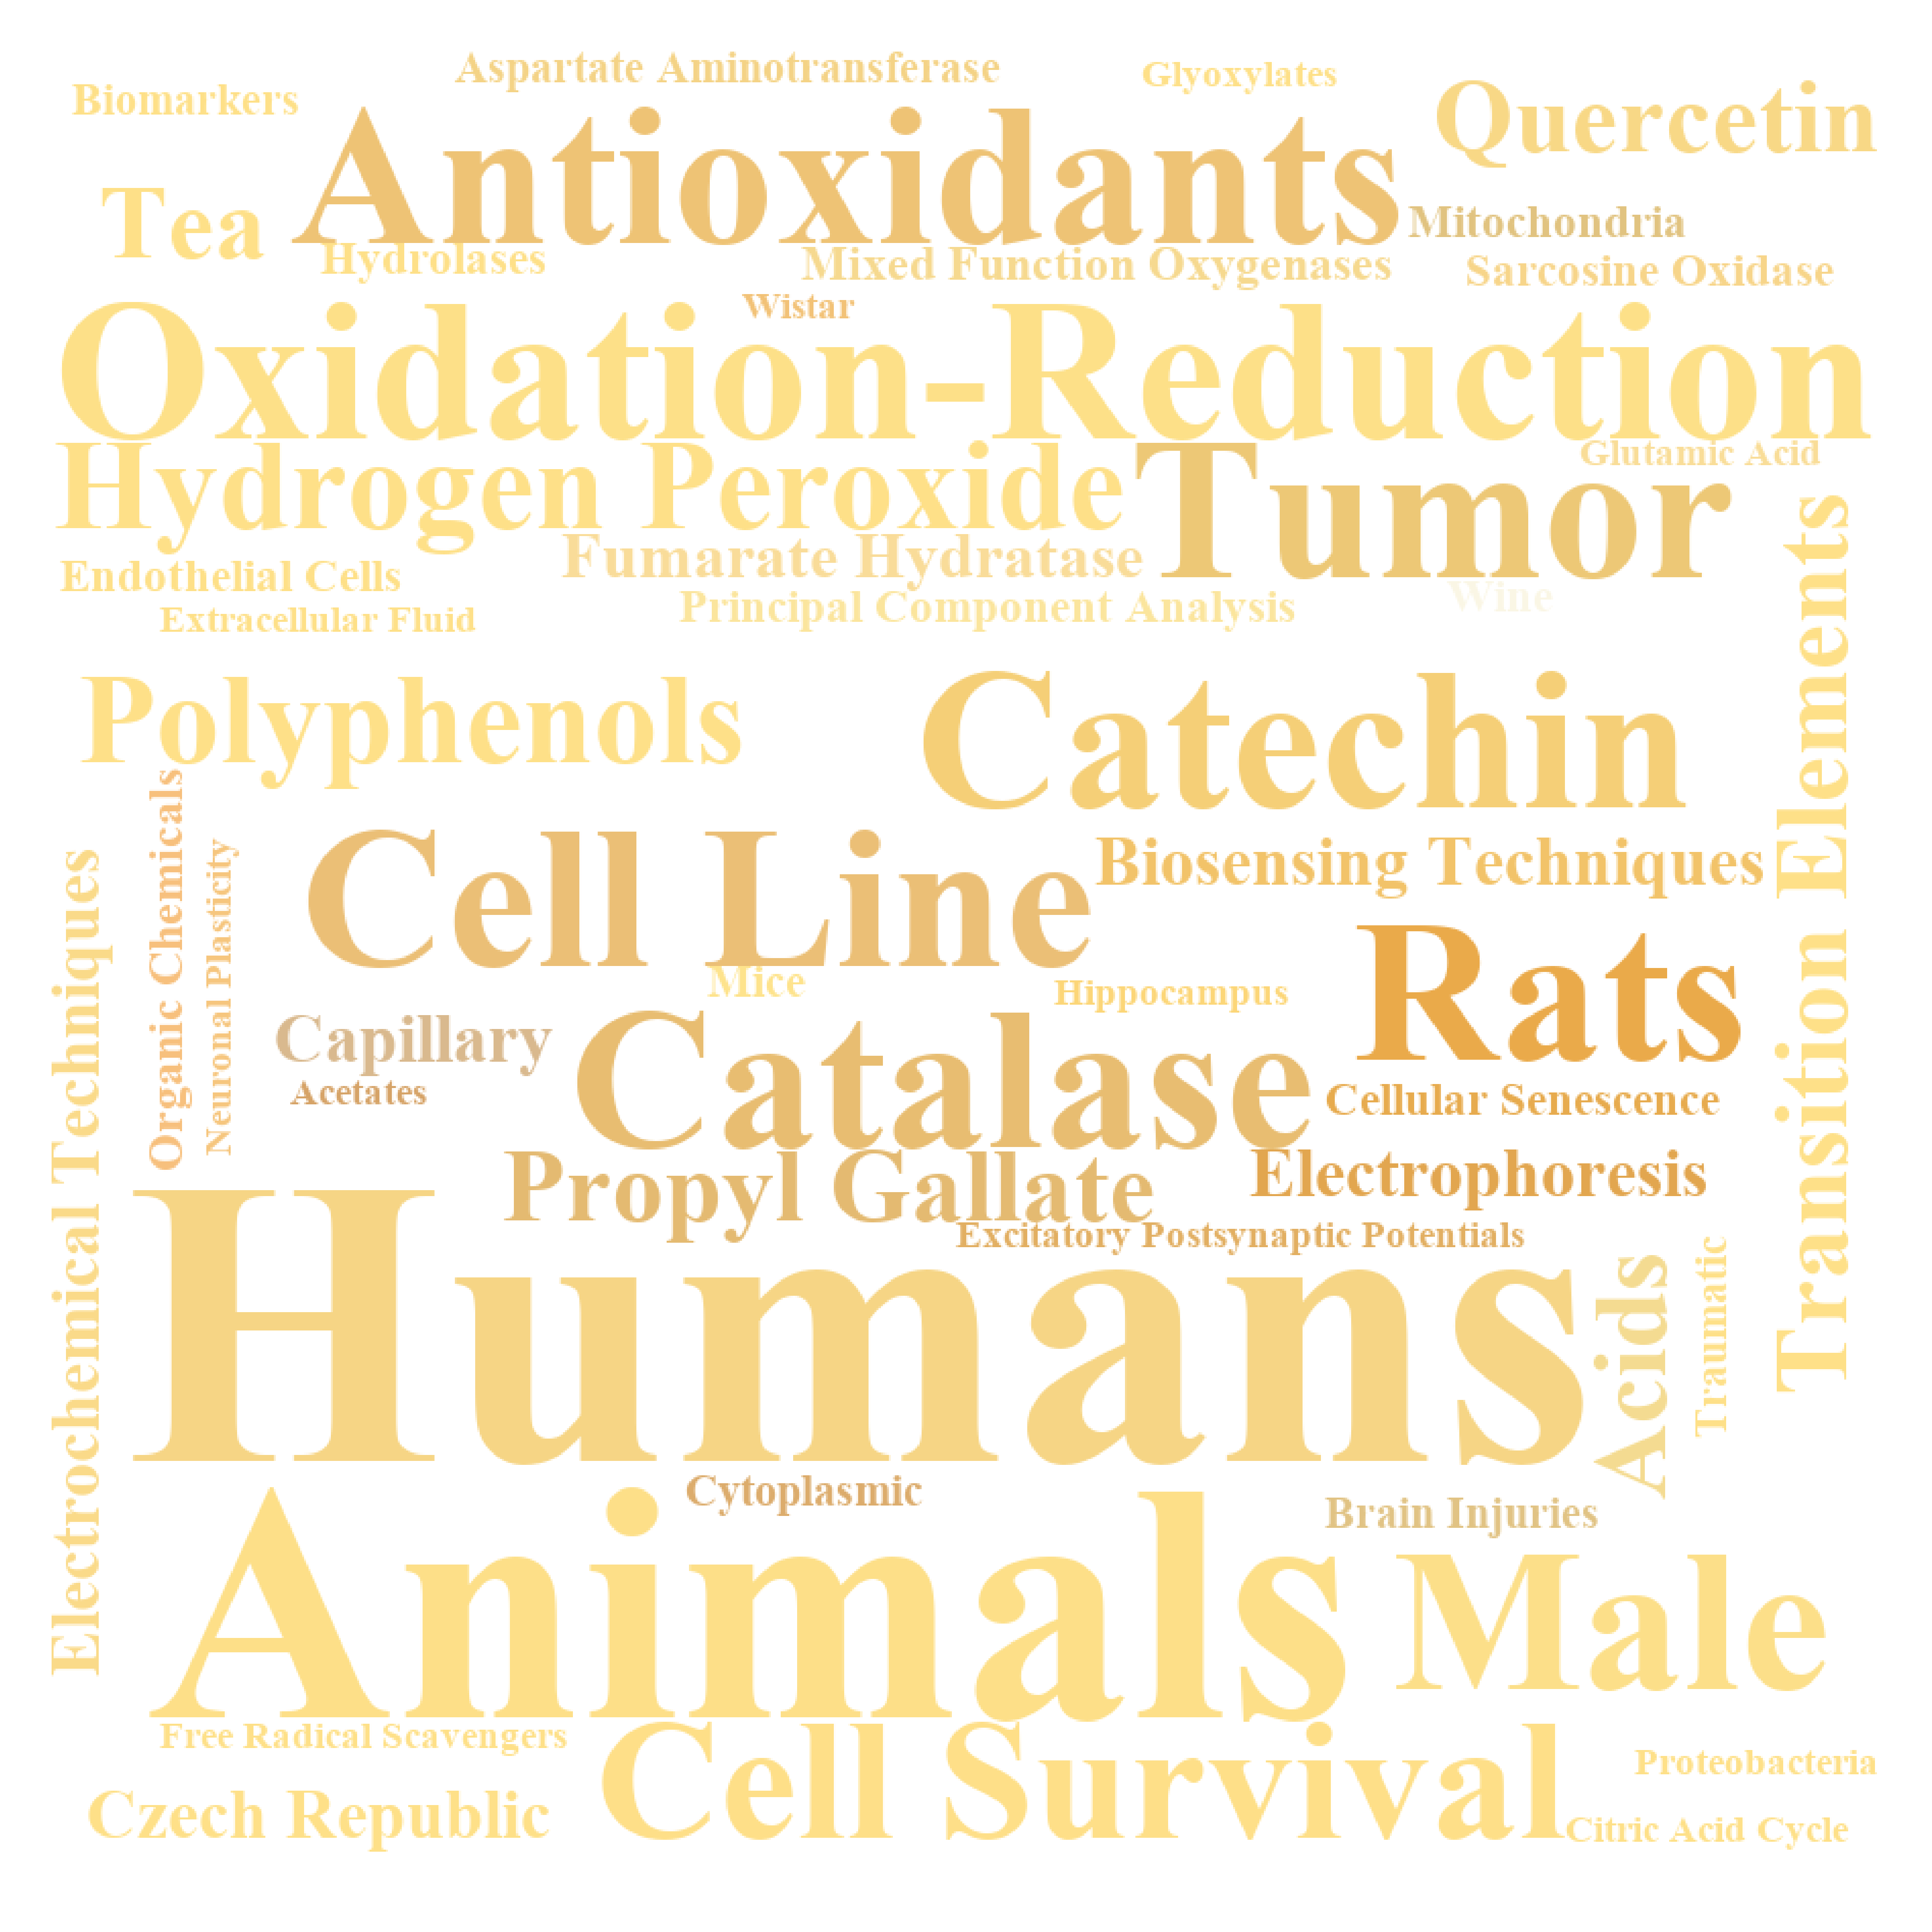 Aspartate Aminotransferase
Glyoxylates
Biomarkers
Quercetin
Antioxidants
Tea
Mitochondria
Hydrolases
Mixed Function Oxygenases
Sarcosine Oxidase
Wistar
Oxidation-Reduction
Glutamic Acid
Hydrogen Peroxide
Tumor
Fumarate Hydratase
Endothelial Cells
Wine
Principal Component Analysis
Extracellular Fluid
Transition Elements
Polyphenols
Catechin
Organic Chemicals
Neuronal Plasticity
Electrochemical Techniques
Cell Line
Biosensing Techniques
Rats
Mice
Hippocampus
Capillary
Catalase
Acetates
Cellular Senescence
Propyl Gallate
Electrophoresis
Excitatory Postsynaptic Potentials
Humans
Acids
Traumatic
Cytoplasmic
Brain Injuries
Animals
Male
Free Radical Scavengers
Cell Survival
Proteobacteria
Czech Republic
Citric Acid Cycle